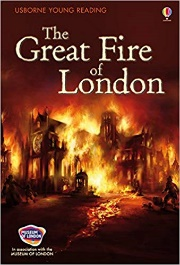 USBORNE YOUNG READING
The
Great Fire
of
London
MUSEUM OF LONDON
In association with the
MUSEUM OF LONDON